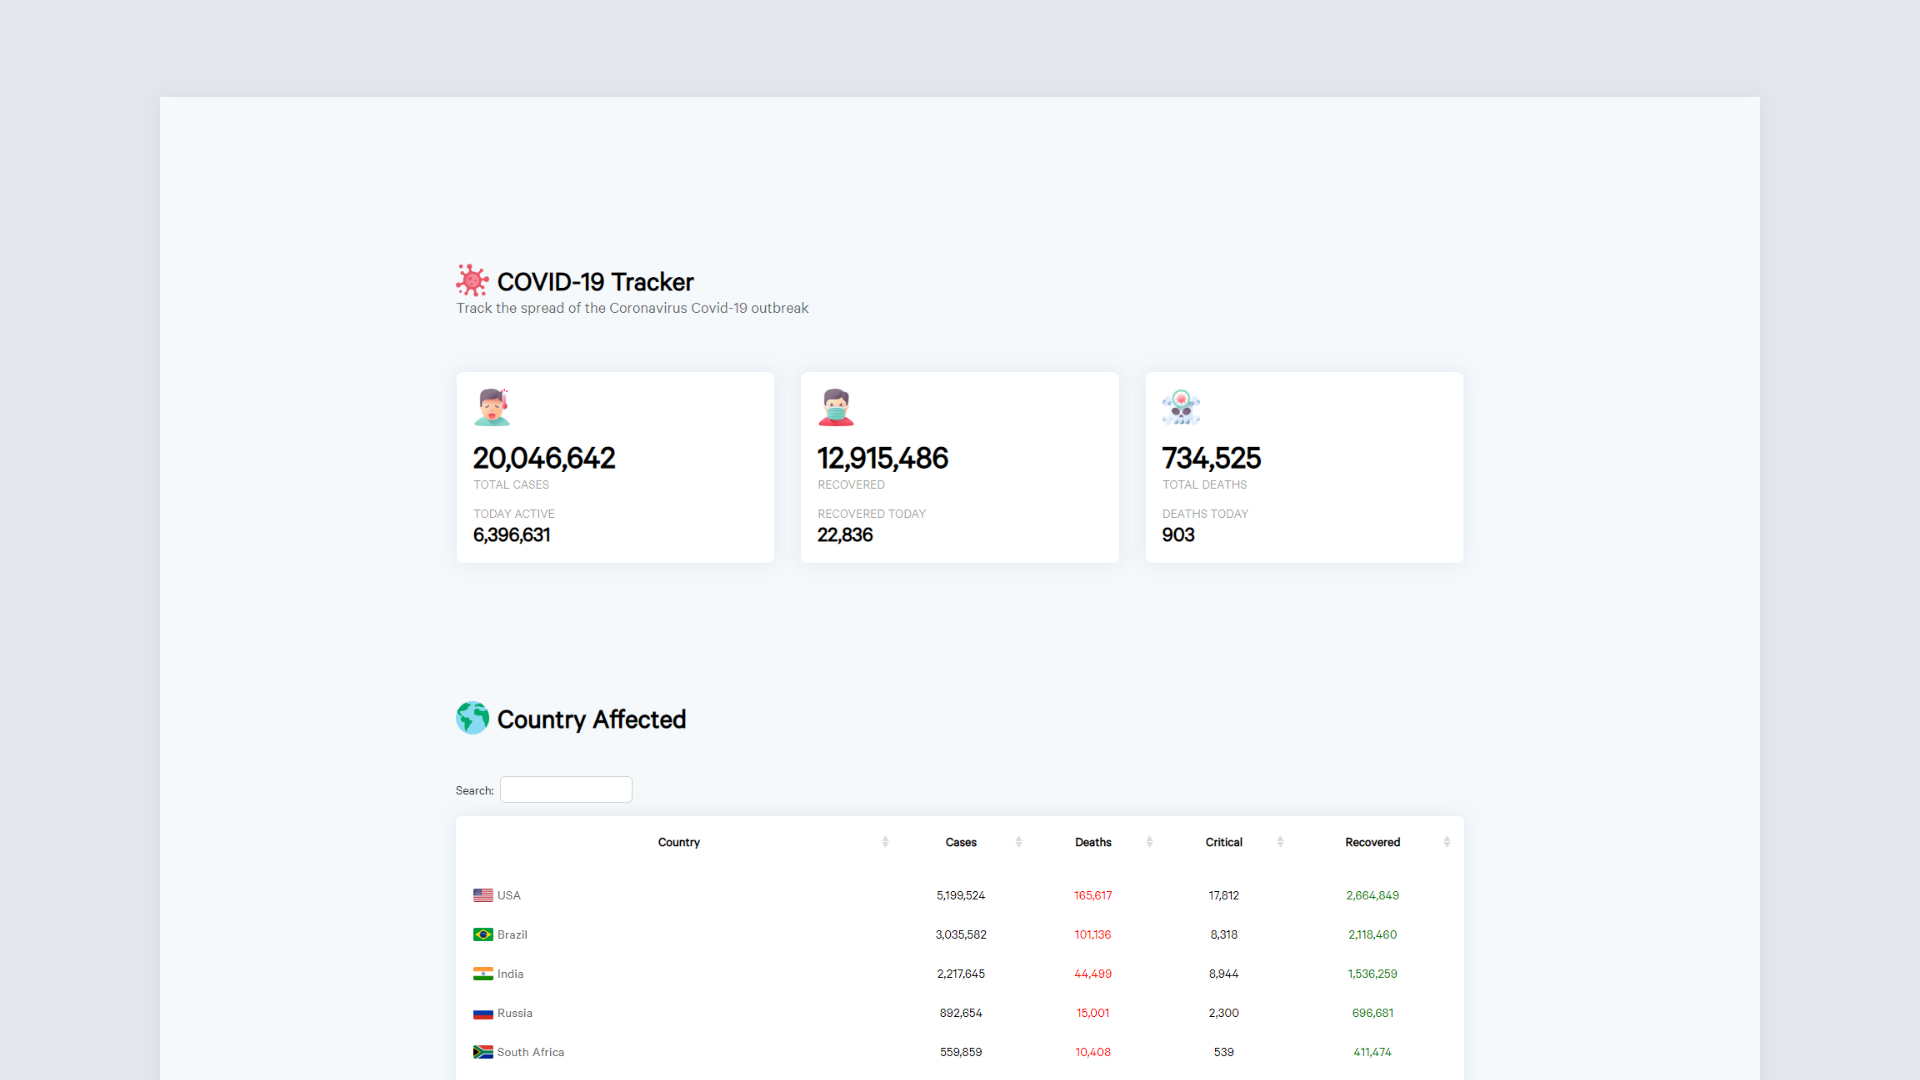 COVID-19 Tracker
Track the spread of the Coronavirus Covid-19 outbreak
20,046,642
TOTAL CASES
TODAY ACTIVE
6,396,631
12,915,486
RECOVERED
RECOVERED TODAY
22,836
734,525
TOTAL DEATHS
DEATHS TODAY
903
Country Affected
Search:
Country Cases Deaths Critical Recovered
USA 5,199,524 165,617 17,812 2,664,849
Brazil 3,035,582 101,136 8,318 2,118,460
India 2,217,645 44,499 8,944 1,536,259
Russia 892,654 15,001 2,300 696,681
South Africa 559,859 10,408 539 411,474